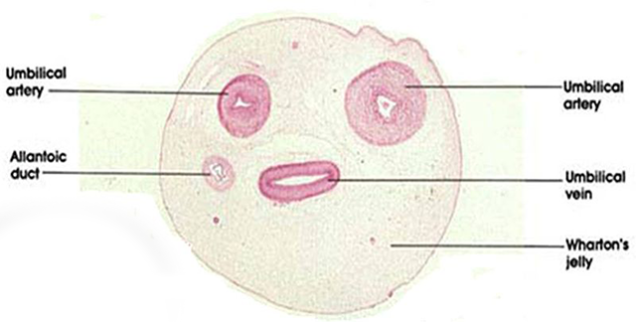 Umbilical
artery
Umbilical
artery
Allantoic
duct
Umbilical
vein
Wharton's
jelly